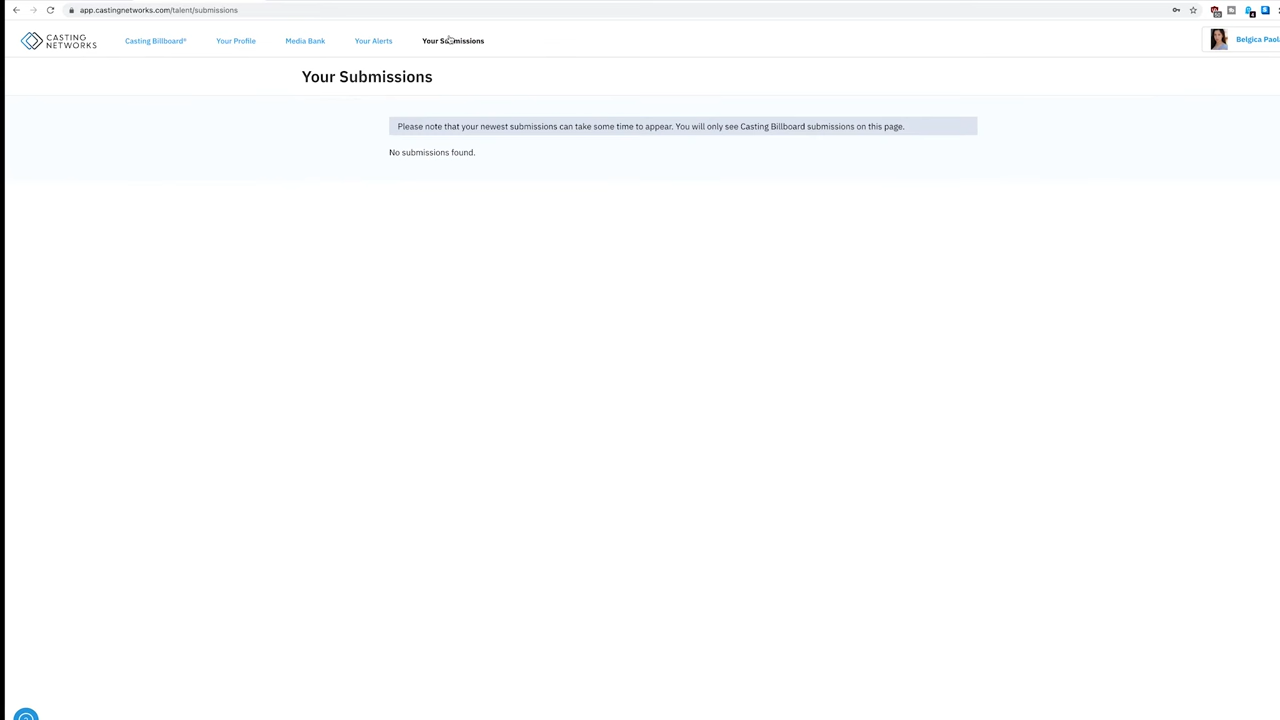 app.castingnetworks.com/talent/submissions
CASTING
NETWORKS
Casting Billboard®
Your Profile
Media Bank
Your Alerts
Your Submissions
Belgica Paol
Your Submissions
Please note that your newest submissions can take some time to appear. You will only see Casting Billboard submissions on this page.
No submissions found.